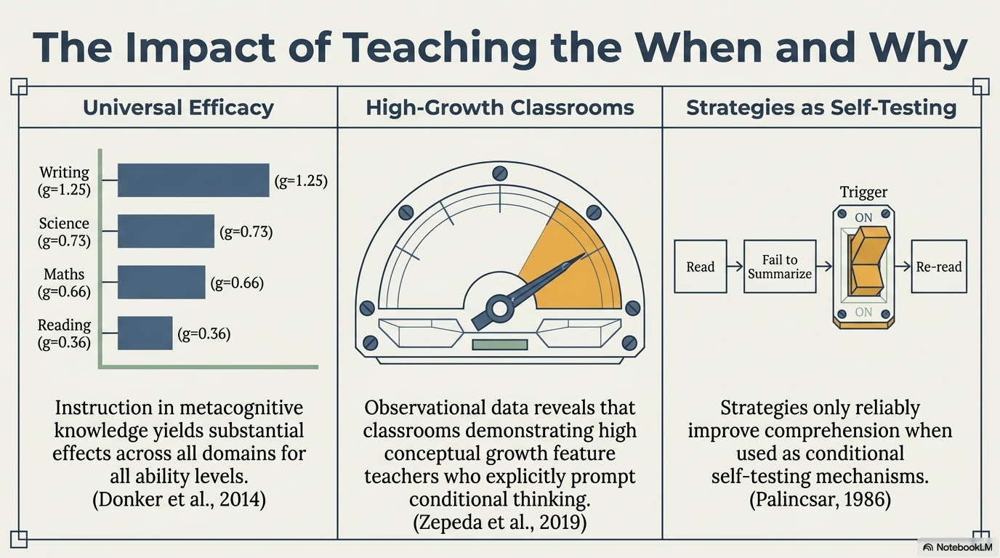 The Impact of Teaching the When and Why
Universal Efficacy
Writing
(g=1.25)
(g=1.25)
Science
(g=0.73)
(g=0.73)
Maths
(g=0.66)
(g=0.66)
Reading
(g=0.36)
(g=0.36)
Instruction in metacognitive
knowledge yields substantial
effects across all domains for
all ability levels.
(Donker et al., 2014)
High-Growth Classrooms
Observational data reveals that
classrooms demonstrating high
conceptual growth feature
teachers who explicitly prompt
conditional thinking.
(Zepeda et al., 2019)
Strategies as Self-Testing
Trigger
ON
Read
Fail to
Summarize
Re-read
ON
Strategies only reliably
improve comprehension when
used as conditional
self-testing mechanisms.
(Palincsar, 1986)
NotebookLM